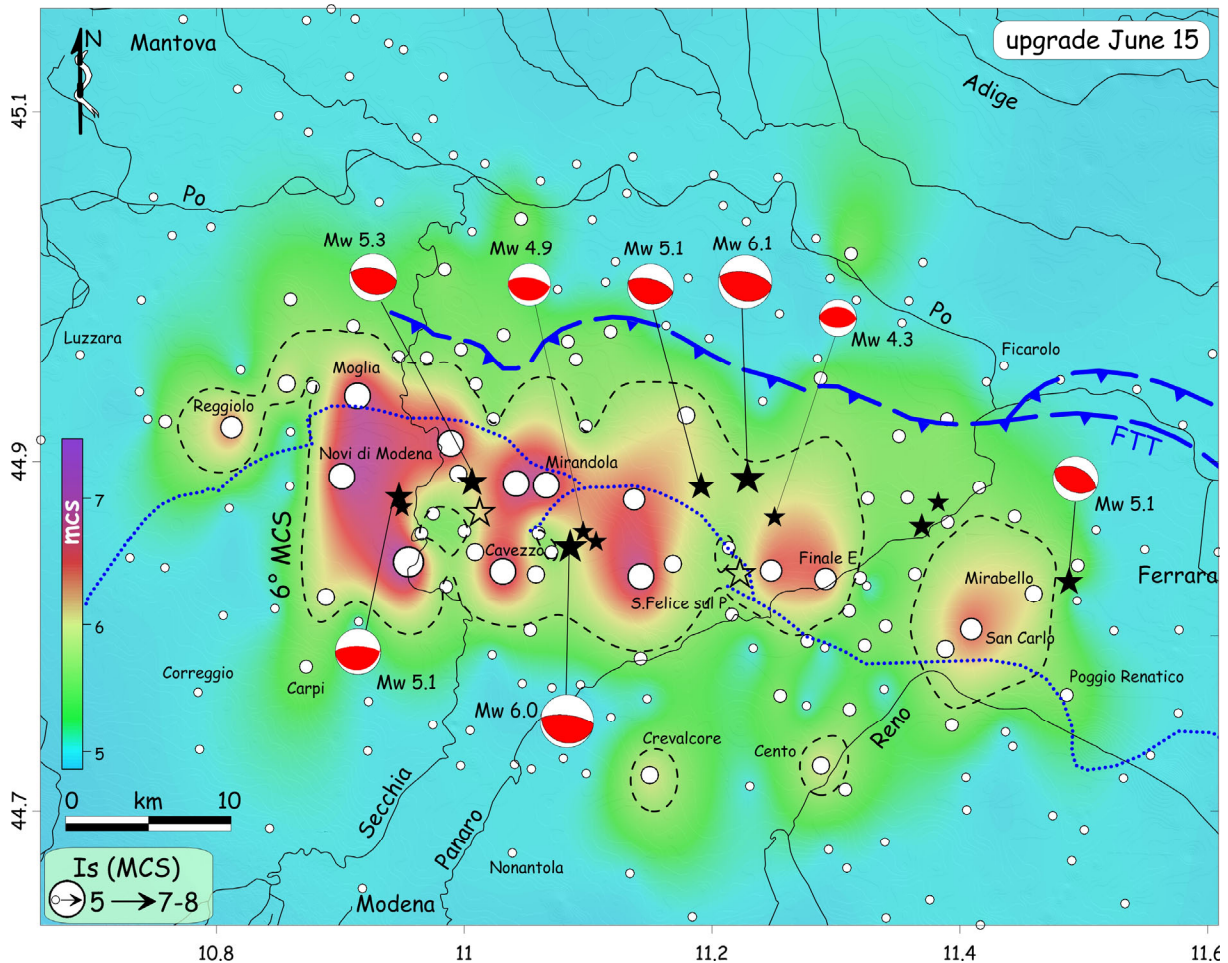 upgrade June 15
N
Mantova
Adige
45.1
Po
Mw 5.3
Mw 4.9
Mw 5.1
Mw 6.1
Po
Mw 4.3
Luzzara
Ficarolo
Moglia
Reggiolo
FTT
44.9
Novi di Modena
Mirandola
Mw 5.1
mcs
7
6
5
6° MCS
Cavezzo
Finale E.
Ferrara
Mirabello
S.Felice sul P.
San Carlo
Correggio
Carpi
Mw 5.1
Poggio Renatico
Mw 6.0
Crevalcore
Cento
Reno
0 km 10
44.7
Secchia
Panaro
Nonantola
Modena
Is (MCS)
5 7-8
10.8 11 11.2 11.4 11.6